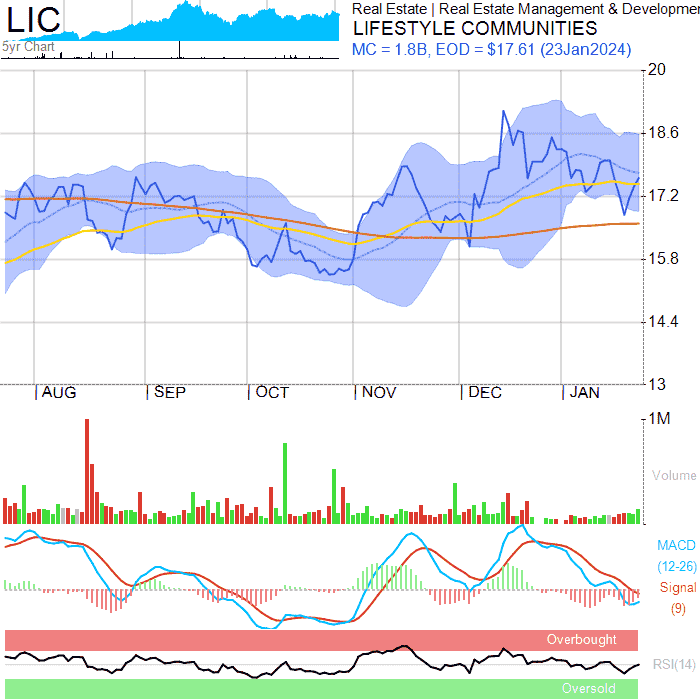 LIC
5yr Chart
Real Estate | Real Estate Management & Developmen
LIFESTYLE COMMUNITIES
MC = 1.8B, EOD = $17.61 (23Jan2024)
20
18.6
17.2
15.8
14.4
13
| AUG | SEP | OCT | NOV | DEC | JAN
1M
Volume
MACD
(12-26)
Signal
(9)
Overbought
RSI(14)
Oversold